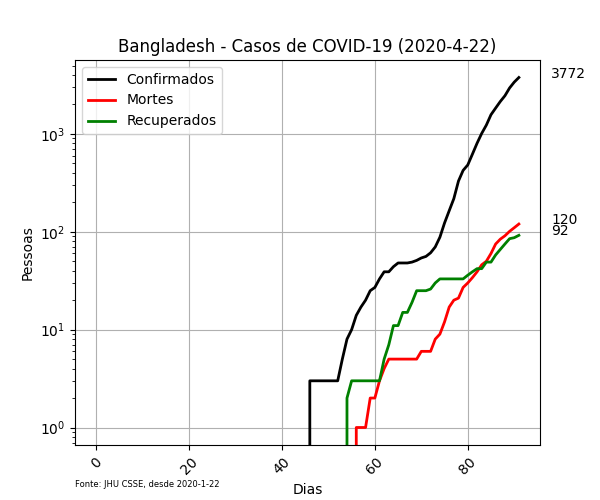 Bangladesh - Casos de COVID-19 (2020-4-22)
Confirmados
Mortes
Recuperados
3772
120
92
10³
10²
10¹
10⁰
Pessoas
0
20
40
60
80
Dias
Fonte: JHU CSSE, desde 2020-1-22